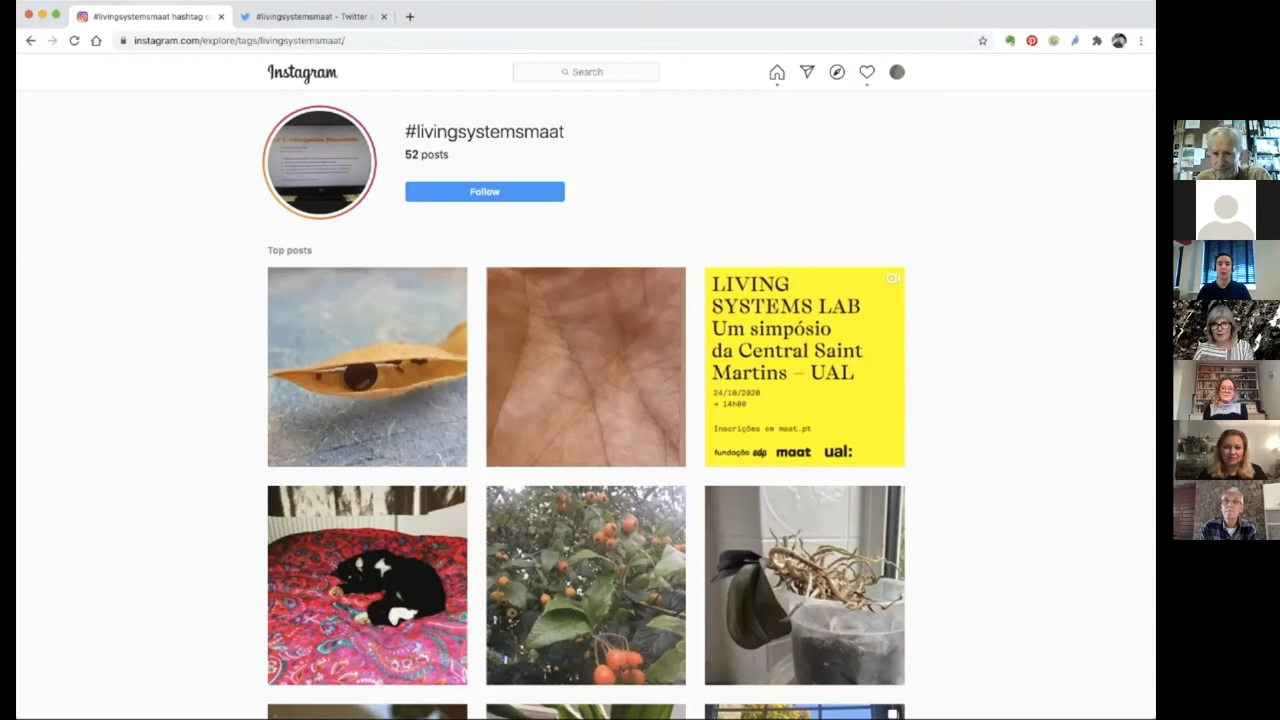 #livingsystemsmaat hashtag o
#livingsystemsmaat - Twitter
instagram.com/explore/tags/livingsystemsmaat/
Instagram
Search
#livingsystemsmaat
52 posts
Follow
Top posts
LIVING
SYSTEMS LAB
Um simpósio
da Central Saint
Martins – UAL
24/10/2020
→ 14h00
Inscrições em maat.pt
fundação edp maat ual: